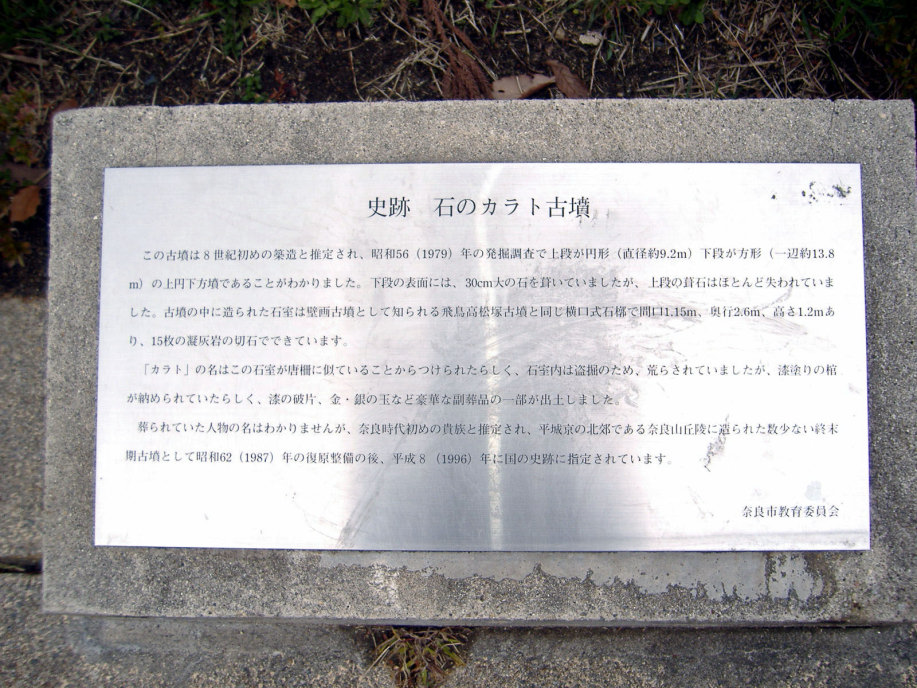 史跡　石のカラト古墳
この古墳は8世紀初めの築造と推定され、昭和56（1979）年の発掘調査で上段が円形（直径約9.2m）下段が方形（一辺約13.8
m）の上円下方墳であることがわかりました。下段の表面には、30cm大の石を葺いていましたが、上段の葺石はほとんど失われていま
した。古墳の中に造られた石室は壁画古墳として知られる飛鳥高松塚古墳と同じ横口式石槨で間口1.15m、奥行2.6m、高さ1.2mあ
り、15枚の凝灰岩の切石でできています。
「カラト」の名はこの石室が唐櫃に似ていることからつけられたらしく、石室内は盗掘のため、荒らされていましたが、漆塗りの棺
が納められていたらしく、漆の破片、金・銀の玉など豪華な副葬品の一部が出土しました。
葬られていた人物の名はわかりませんが、奈良時代初めの貴族と推定され、平城京の北郊である奈良山丘陵に造られた数少ない終末
期古墳として昭和62（1987）年の復原整備の後、平成8（1996）年に国の史跡に指定されています。
奈良市教育委員会